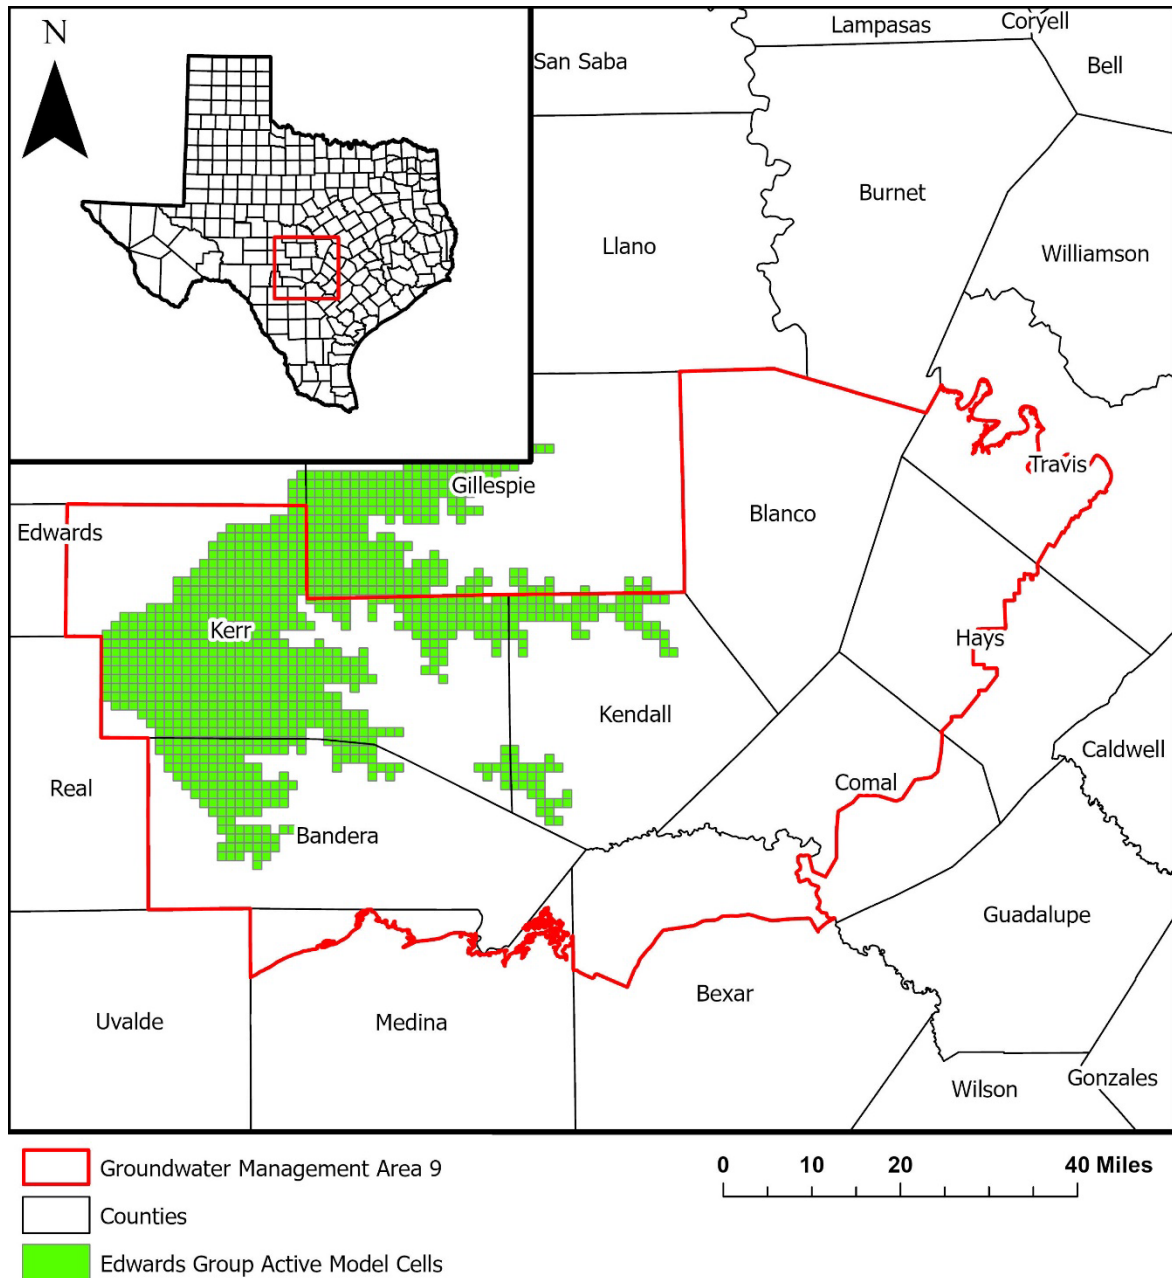 N
Lampasas
Coryell
San Saba
Bell
Burnet
Llano
Williamson
Travis
Gillespie
Blanco
Edwards
Kerr
Hays
Kendall
Caldwell
Real
Comal
Bandera
Guadalupe
Bexar
Uvalde
Medina
Wilson
Gonzales
Groundwater Management Area 9
Counties
Edwards Group Active Model Cells
0 10 20 40 Miles